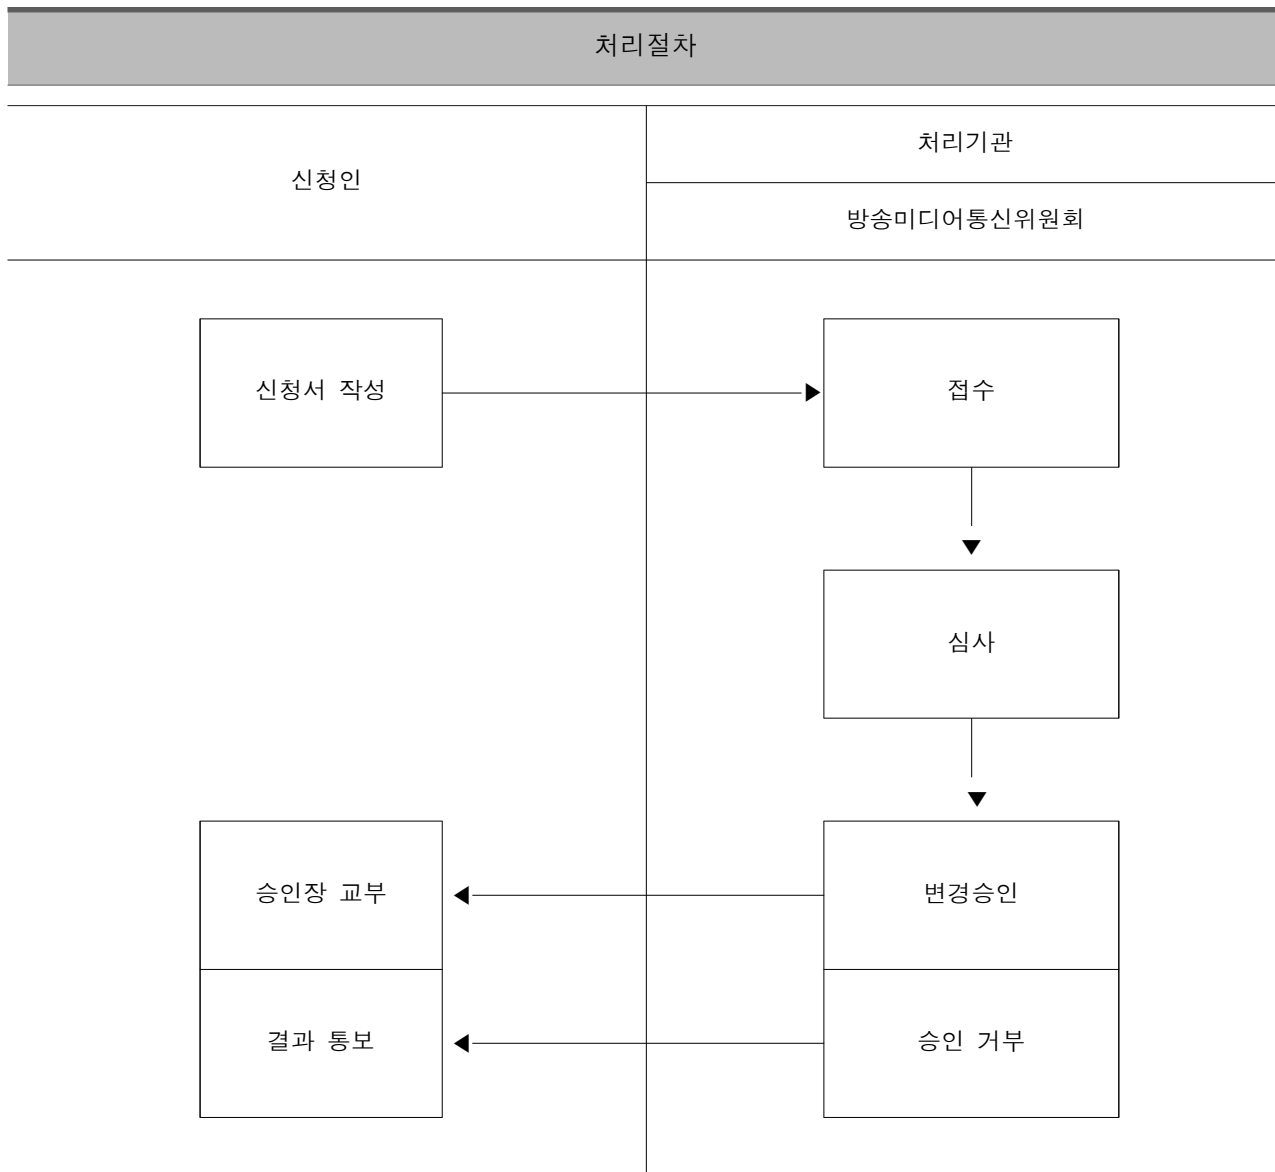 처리절차
신청인
처리기관
방송미디어통신위원회
신청서 작성
접수
심사
승인장 교부
변경승인
결과 통보
승인 거부